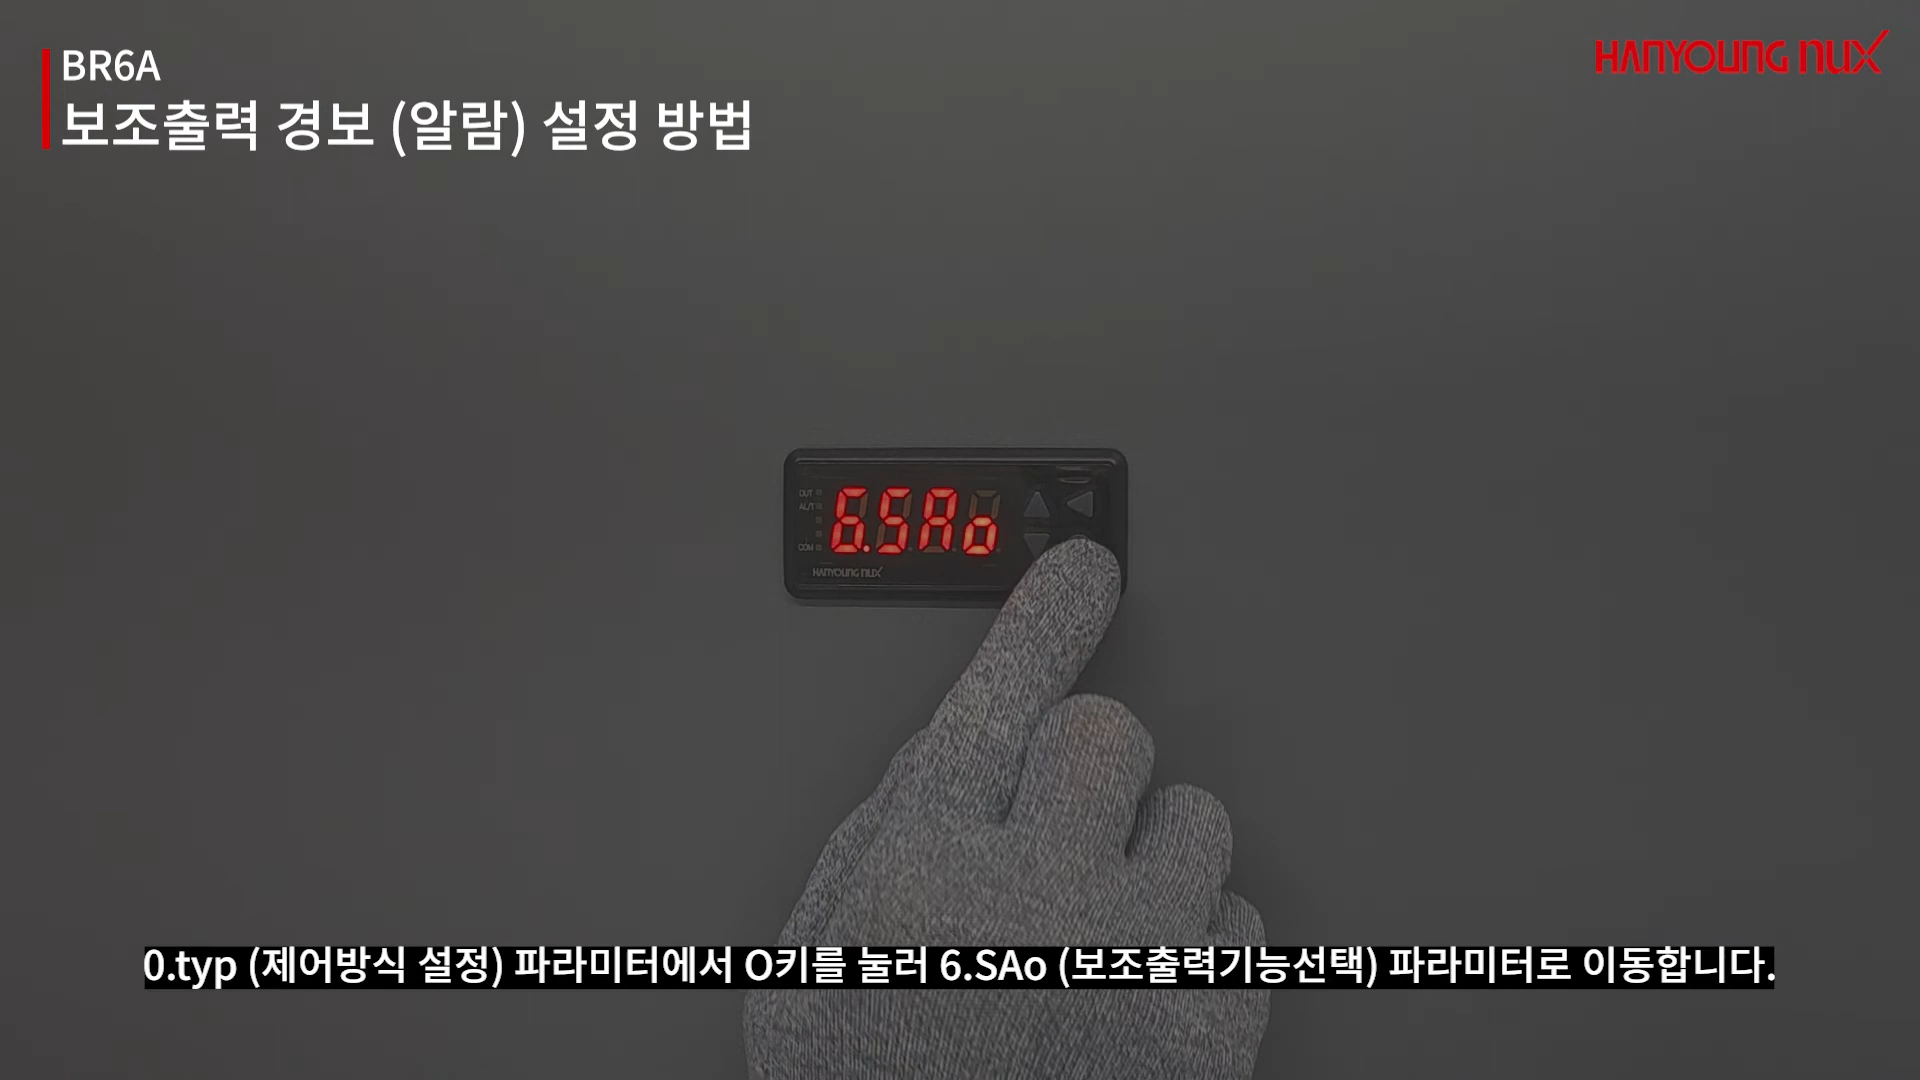 BR6A
보조출력 경보 (알람) 설정 방법
HANYOUNG NUX
OUT
AL/T
COM
6.SAo
HANYOUNG NUX
0.typ (제어방식 설정) 파라미터에서 O키를 눌러 6.SAo (보조출력기능선택) 파라미터로 이동합니다.